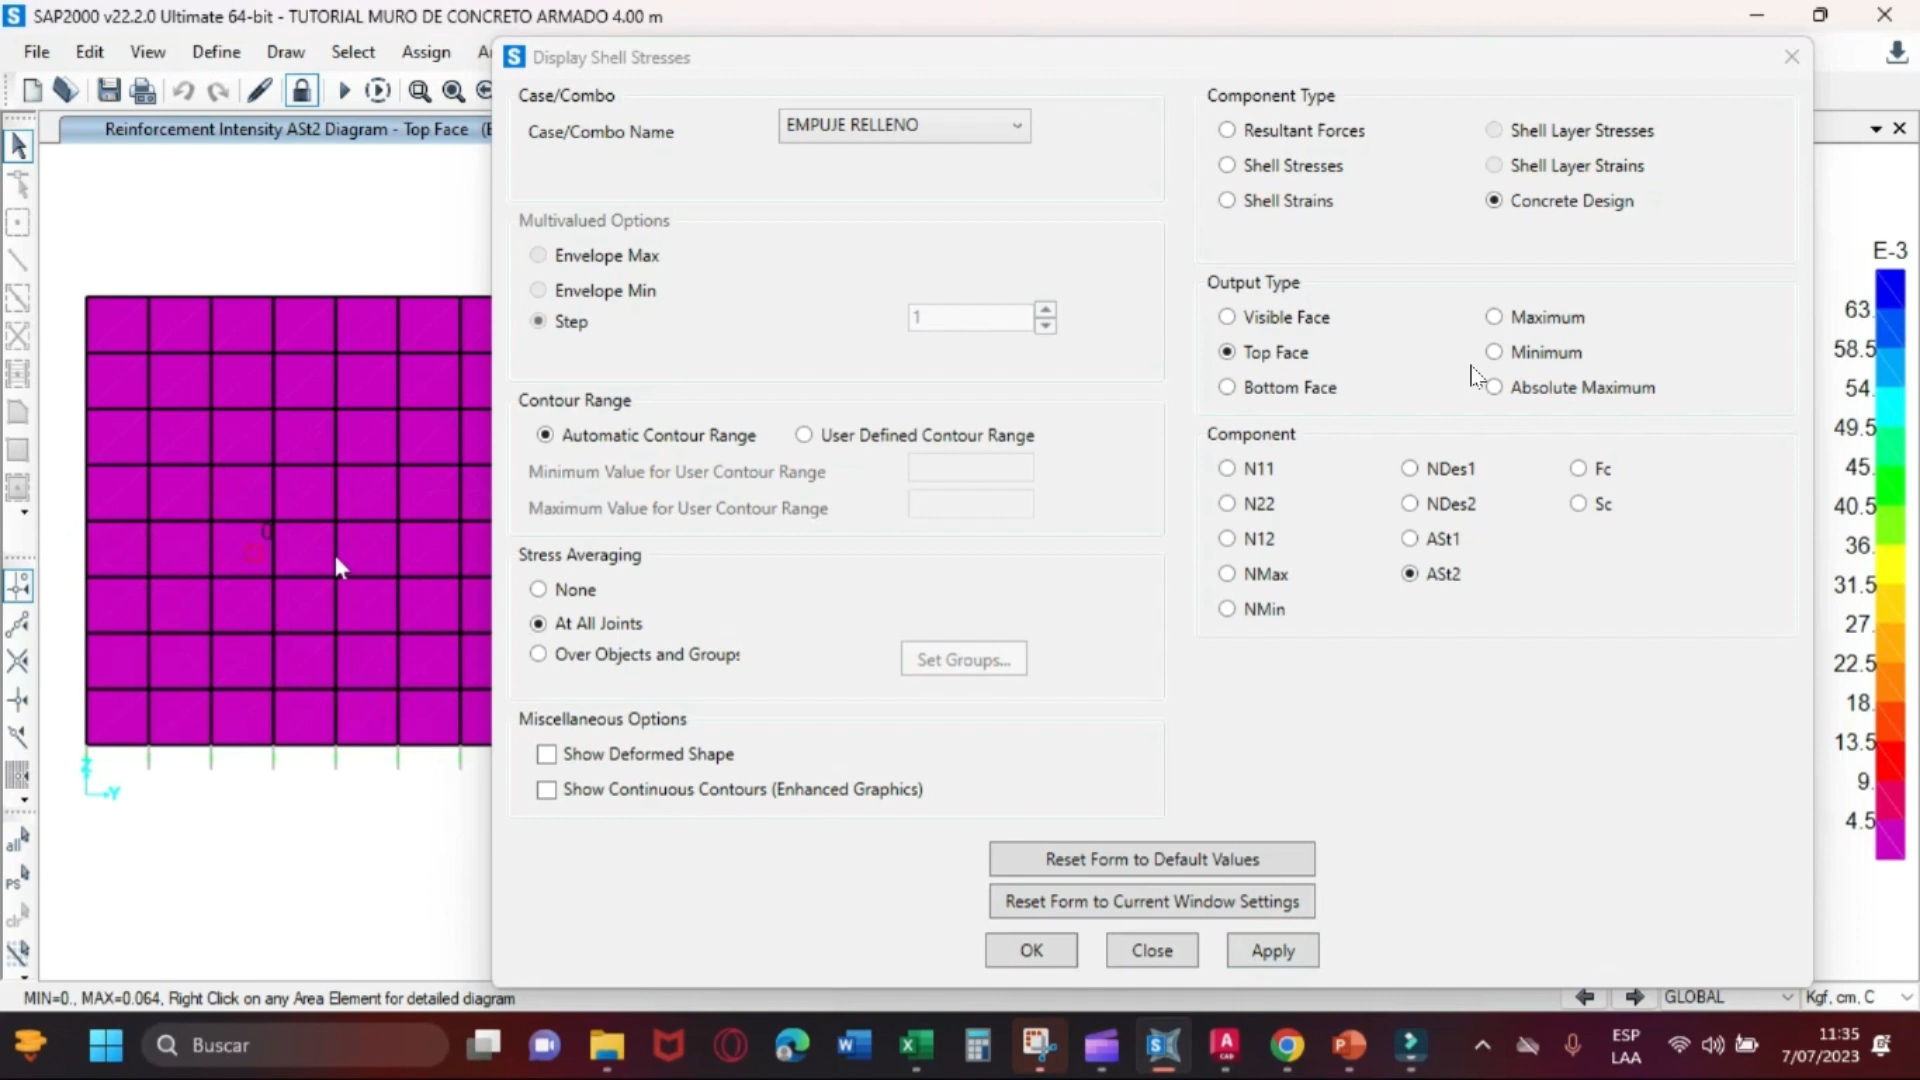 SAP2000 v22.2.0 Ultimate 64-bit - TUTORIAL MURO DE CONCRETO ARMADO 4.00 m
File Edit View Define Draw Select Assign
Reinforcement Intensity ASt2 Diagram - Top Face
Display Shell Stresses
Case/Combo
Case/Combo Name
EMPUJE RELLENO
Multivalued Options
Envelope Max
Envelope Min
Step
1
Contour Range
Automatic Contour Range
User Defined Contour Range
Minimum Value for User Contour Range
Maximum Value for User Contour Range
Stress Averaging
None
At All Joints
Over Objects and Group
Set Groups...
Miscellaneous Options
Show Deformed Shape
Show Continuous Contours (Enhanced Graphics)
Component Type
Resultant Forces
Shell Stresses
Shell Strains
Shell Layer Stresses
Shell Layer Strains
Concrete Design
Output Type
Visible Face
Top Face
Bottom Face
Maximum
Minimum
Absolute Maximum
Component
N11
N22
N12
NMax
NMin
NDes1
NDes2
ASt1
ASt2
Fc
Sc
Reset Form to Default Values
Reset Form to Current Window Settings
OK
Close
Apply
E-3
63.
58.5
54.
49.5
45.
40.5
36.
31.5
27.
22.5
18.
13.5
9.
4.5
0
Z
Y
all
PS
clr
MIN=0., MAX=0.064, Right Click on any Area Element for detailed diagram
GLOBAL
Kgf, cm, C
Buscar
ESP
LAA
11:35
7/07/2023